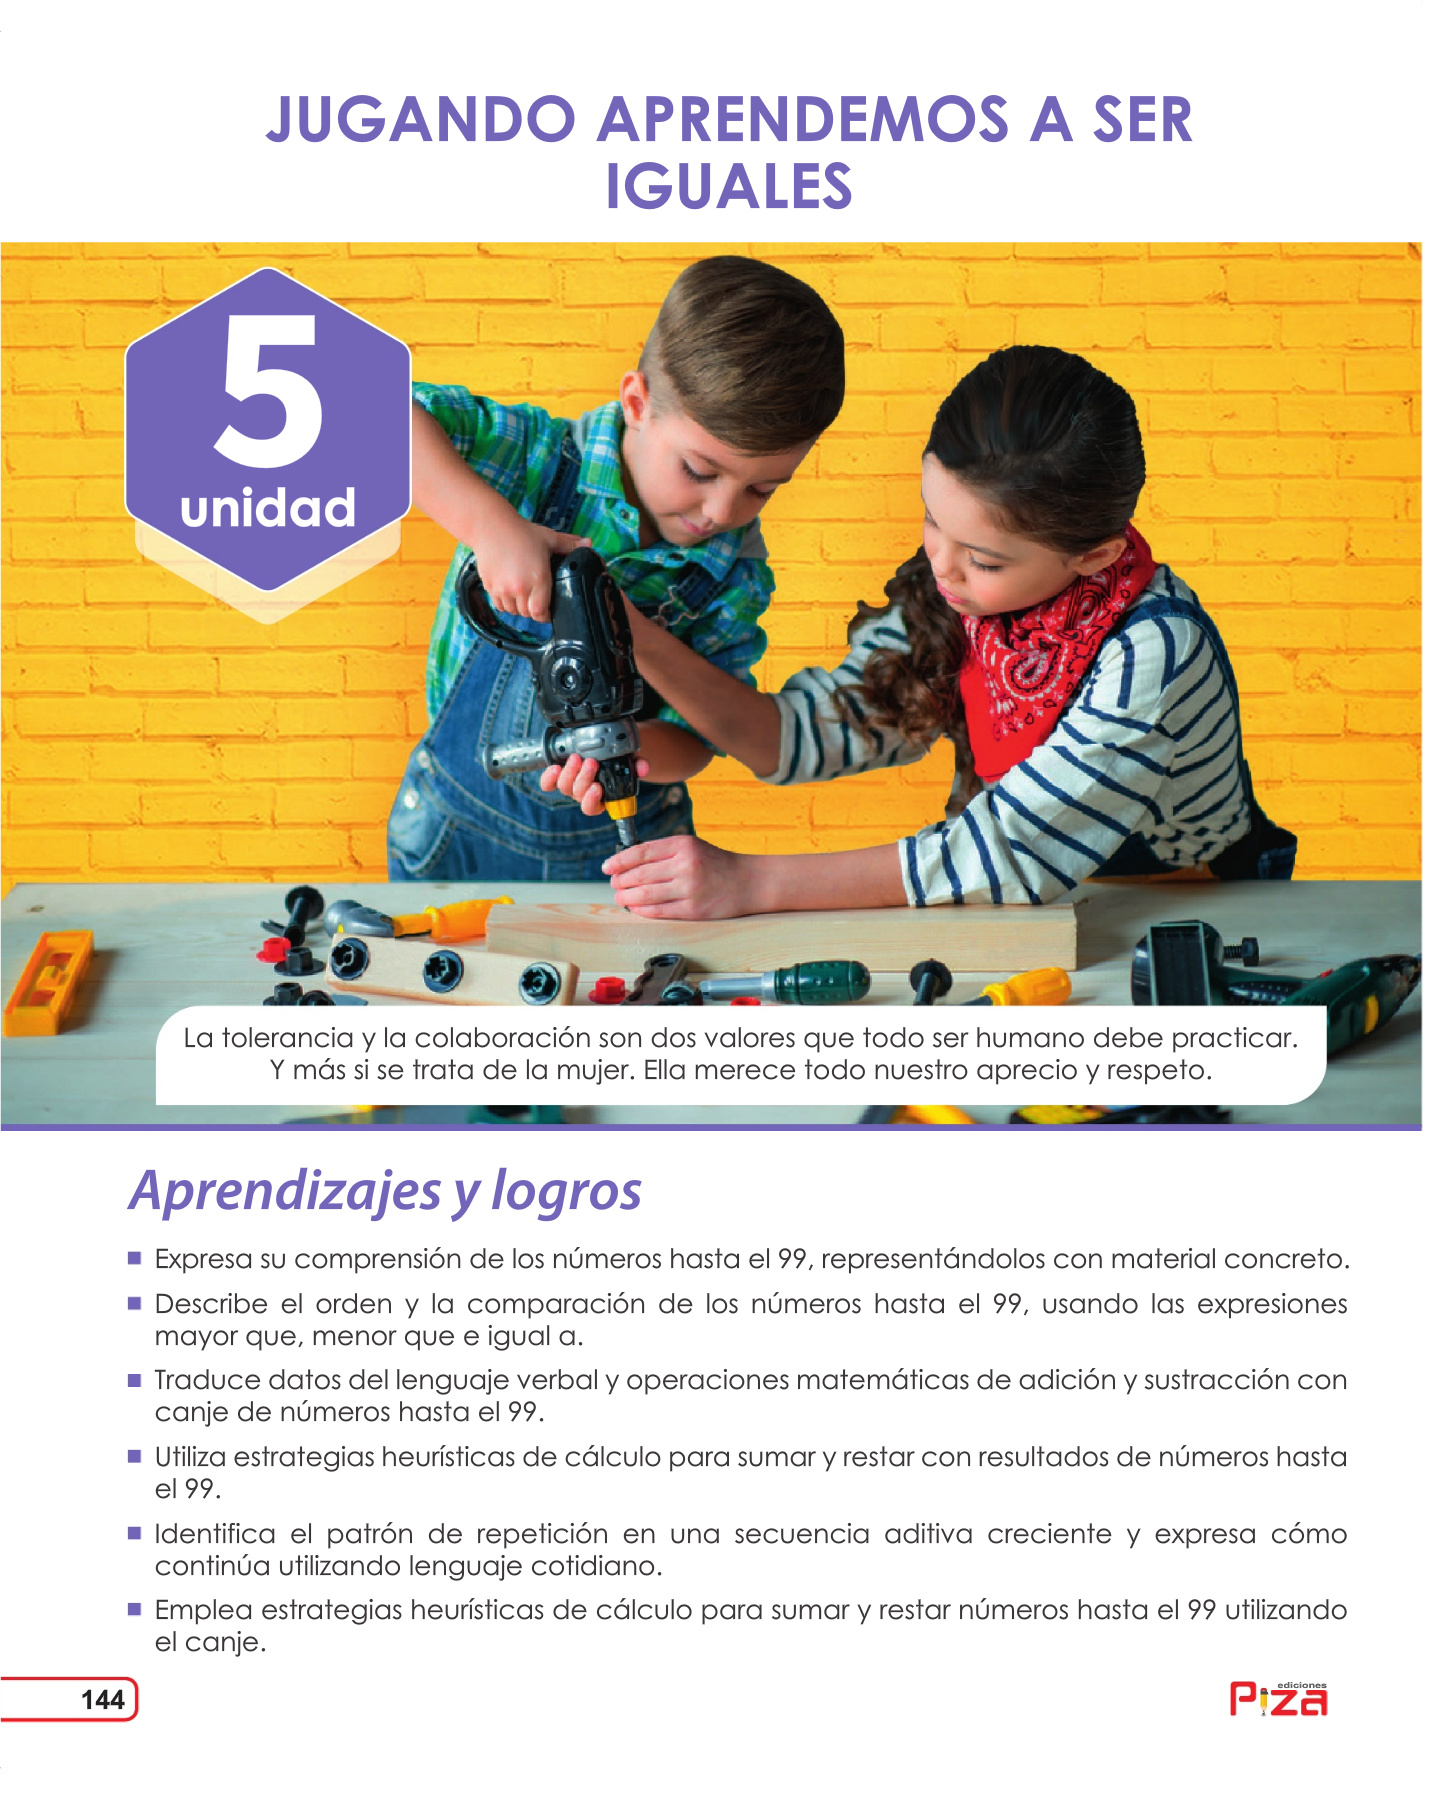 JUGANDO APRENDEMOS A SER
IGUALES
5
unidad
La tolerancia y la colaboración son dos valores que todo ser humano debe practicar.
Y más si se trata de la mujer. Ella merece todo nuestro aprecio y respeto.
Aprendizajes y logros
Expresa su comprensión de los números hasta el 99, representándolos con material concreto.
Describe el orden y la comparación de los números hasta el 99, usando las expresiones
mayor que, menor que e igual a.
Traduce datos del lenguaje verbal y operaciones matemáticas de adición y sustracción con
canje de números hasta el 99.
Utiliza estrategias heurísticas de cálculo para sumar y restar con resultados de números hasta
el 99.
Identifica el patrón de repetición en una secuencia aditiva creciente y expresa cómo
continúa utilizando lenguaje cotidiano.
Emplea estrategias heurísticas de cálculo para sumar y restar números hasta el 99 utilizando
el canje.
144
ediciones
Piza